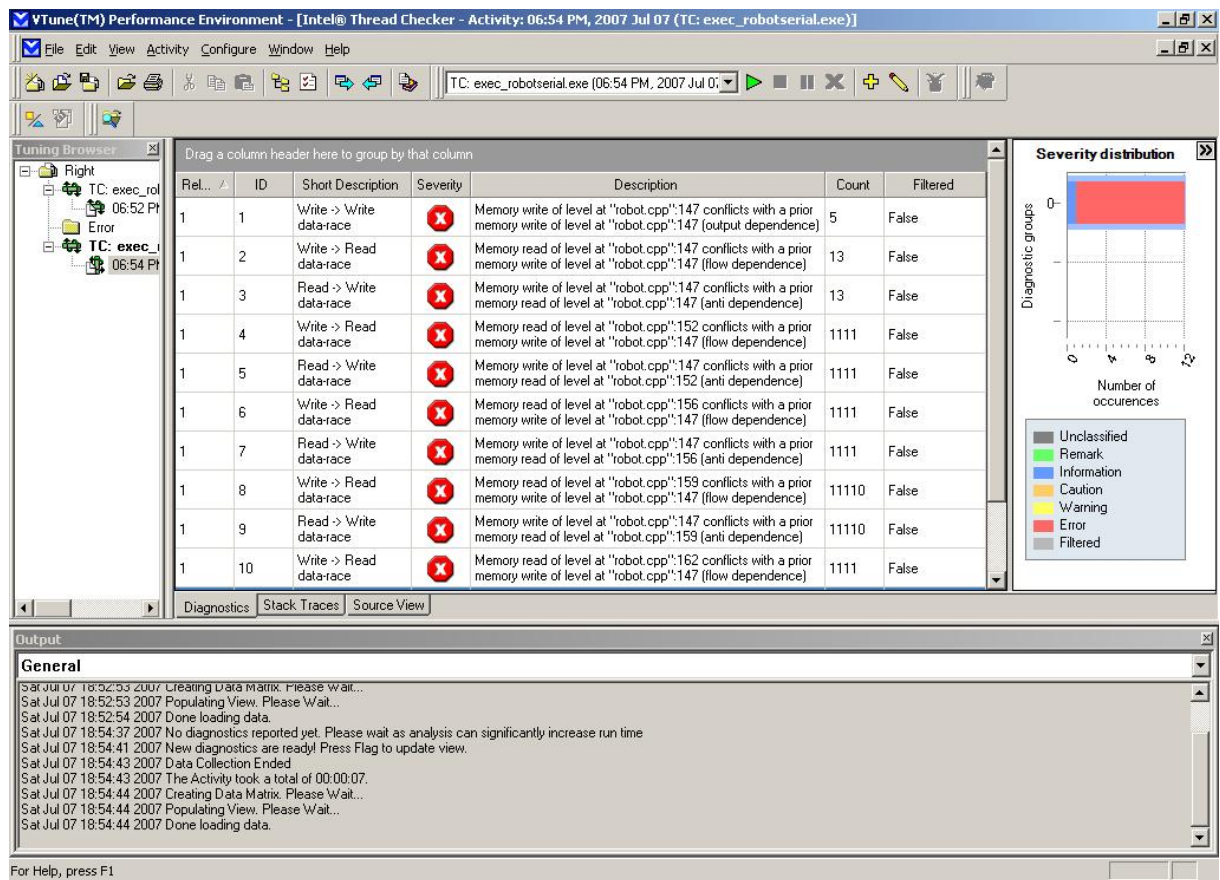 VTune(TM) Performance Environment - [Intel® Thread Checker - Activity: 06:54 PM, 2007 Jul 07 (TC: exec_robotserial.exe)]
File Edit View Activity Configure Window Help
TC: exec_robotserial.exe (06:54 PM, 2007 Jul 0
Tuning Browser
Right
TC: exec_rol
06:52 PM
Error
TC: exec_
06:54 PM
Drag a column header here to group by that column
Rel... ID Short Description Severity Description Count Filtered
1 1 Write -> Write data-race Memory write of level at "robot.cpp":147 conflicts with a prior memory write of level at "robot.cpp":147 (output dependence) 5 False
1 2 Write -> Read data-race Memory read of level at "robot.cpp":147 conflicts with a prior memory write of level at "robot.cpp":147 (flow dependence) 13 False
1 3 Read -> Write data-race Memory write of level at "robot.cpp":147 conflicts with a prior memory read of level at "robot.cpp":147 (anti dependence) 13 False
1 4 Write -> Read data-race Memory read of level at "robot.cpp":152 conflicts with a prior memory write of level at "robot.cpp":147 (flow dependence) 1111 False
1 5 Read -> Write data-race Memory write of level at "robot.cpp":147 conflicts with a prior memory read of level at "robot.cpp":152 (anti dependence) 1111 False
1 6 Write -> Read data-race Memory read of level at "robot.cpp":156 conflicts with a prior memory write of level at "robot.cpp":147 (flow dependence) 1111 False
1 7 Read -> Write data-race Memory write of level at "robot.cpp":147 conflicts with a prior memory read of level at "robot.cpp":156 (anti dependence) 1111 False
1 8 Write -> Read data-race Memory read of level at "robot.cpp":159 conflicts with a prior memory write of level at "robot.cpp":147 (flow dependence) 11110 False
1 9 Read -> Write data-race Memory write of level at "robot.cpp":147 conflicts with a prior memory read of level at "robot.cpp":159 (anti dependence) 11110 False
1 10 Write -> Read data-race Memory read of level at "robot.cpp":162 conflicts with a prior memory write of level at "robot.cpp":147 (flow dependence) 1111 False
Diagnostics Stack Traces Source View
Severity distribution
Diagnostic groups
0
0 4 8 12
Number of
occurences
Unclassified
Remark
Information
Caution
Warning
Error
Filtered
Output
General
Sat Jul 07 18:52:53 2007 Creating Data Matrix. Please Wait...
Sat Jul 07 18:52:53 2007 Populating View. Please Wait...
Sat Jul 07 18:52:54 2007 Done loading data.
Sat Jul 07 18:54:37 2007 No diagnostics reported yet. Please wait as analysis can significantly increase run time
Sat Jul 07 18:54:41 2007 New diagnostics are ready! Press Flag to update view.
Sat Jul 07 18:54:43 2007 Data Collection Ended
Sat Jul 07 18:54:43 2007 The Activity took a total of 00:00:07.
Sat Jul 07 18:54:44 2007 Creating Data Matrix. Please Wait...
Sat Jul 07 18:54:44 2007 Populating View. Please Wait...
Sat Jul 07 18:54:44 2007 Done loading data.
For Help, press F1